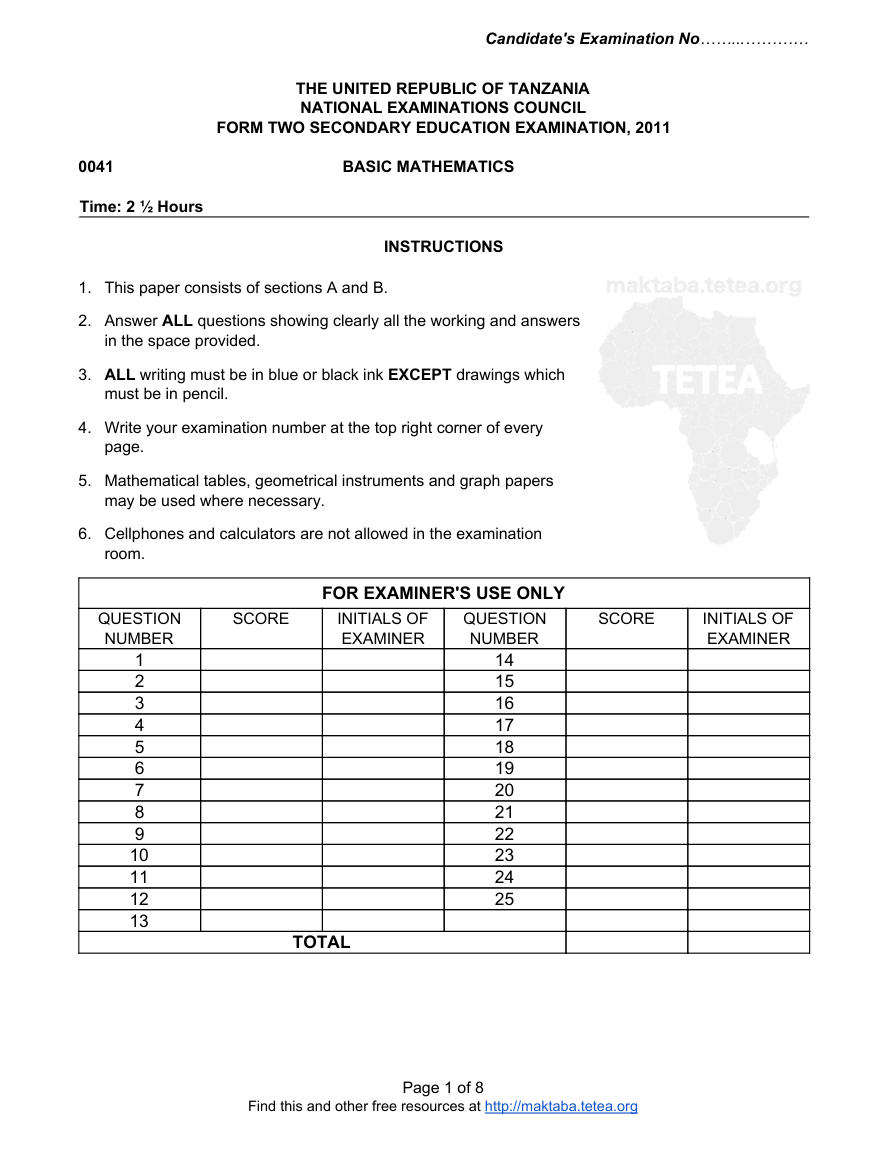 Candidate's Examination No……...…………
THE UNITED REPUBLIC OF TANZANIA
NATIONAL EXAMINATIONS COUNCIL
FORM TWO SECONDARY EDUCATION EXAMINATION, 2011
0041 BASIC MATHEMATICS
Time: 2 ½ Hours
INSTRUCTIONS
maktaba.tetea.org
TETEA
1. This paper consists of sections A and B.
2. Answer ALL questions showing clearly all the working and answers
in the space provided.
3. ALL writing must be in blue or black ink EXCEPT drawings which
must be in pencil.
4. Write your examination number at the top right corner of every
page.
5. Mathematical tables, geometrical instruments and graph papers
may be used where necessary.
6. Cellphones and calculators are not allowed in the examination
room.
FOR EXAMINER'S USE ONLY
QUESTION SCORE INITIALS OF QUESTION SCORE INITIALS OF
NUMBER EXAMINER NUMBER EXAMINER
1 14
2 15
3 16
4 17
5 18
6 19
7 20
8 21
9 22
10 23
11 24
12 25
13
TOTAL
Page 1 of 8
Find this and other free resources at http://maktaba.tetea.org